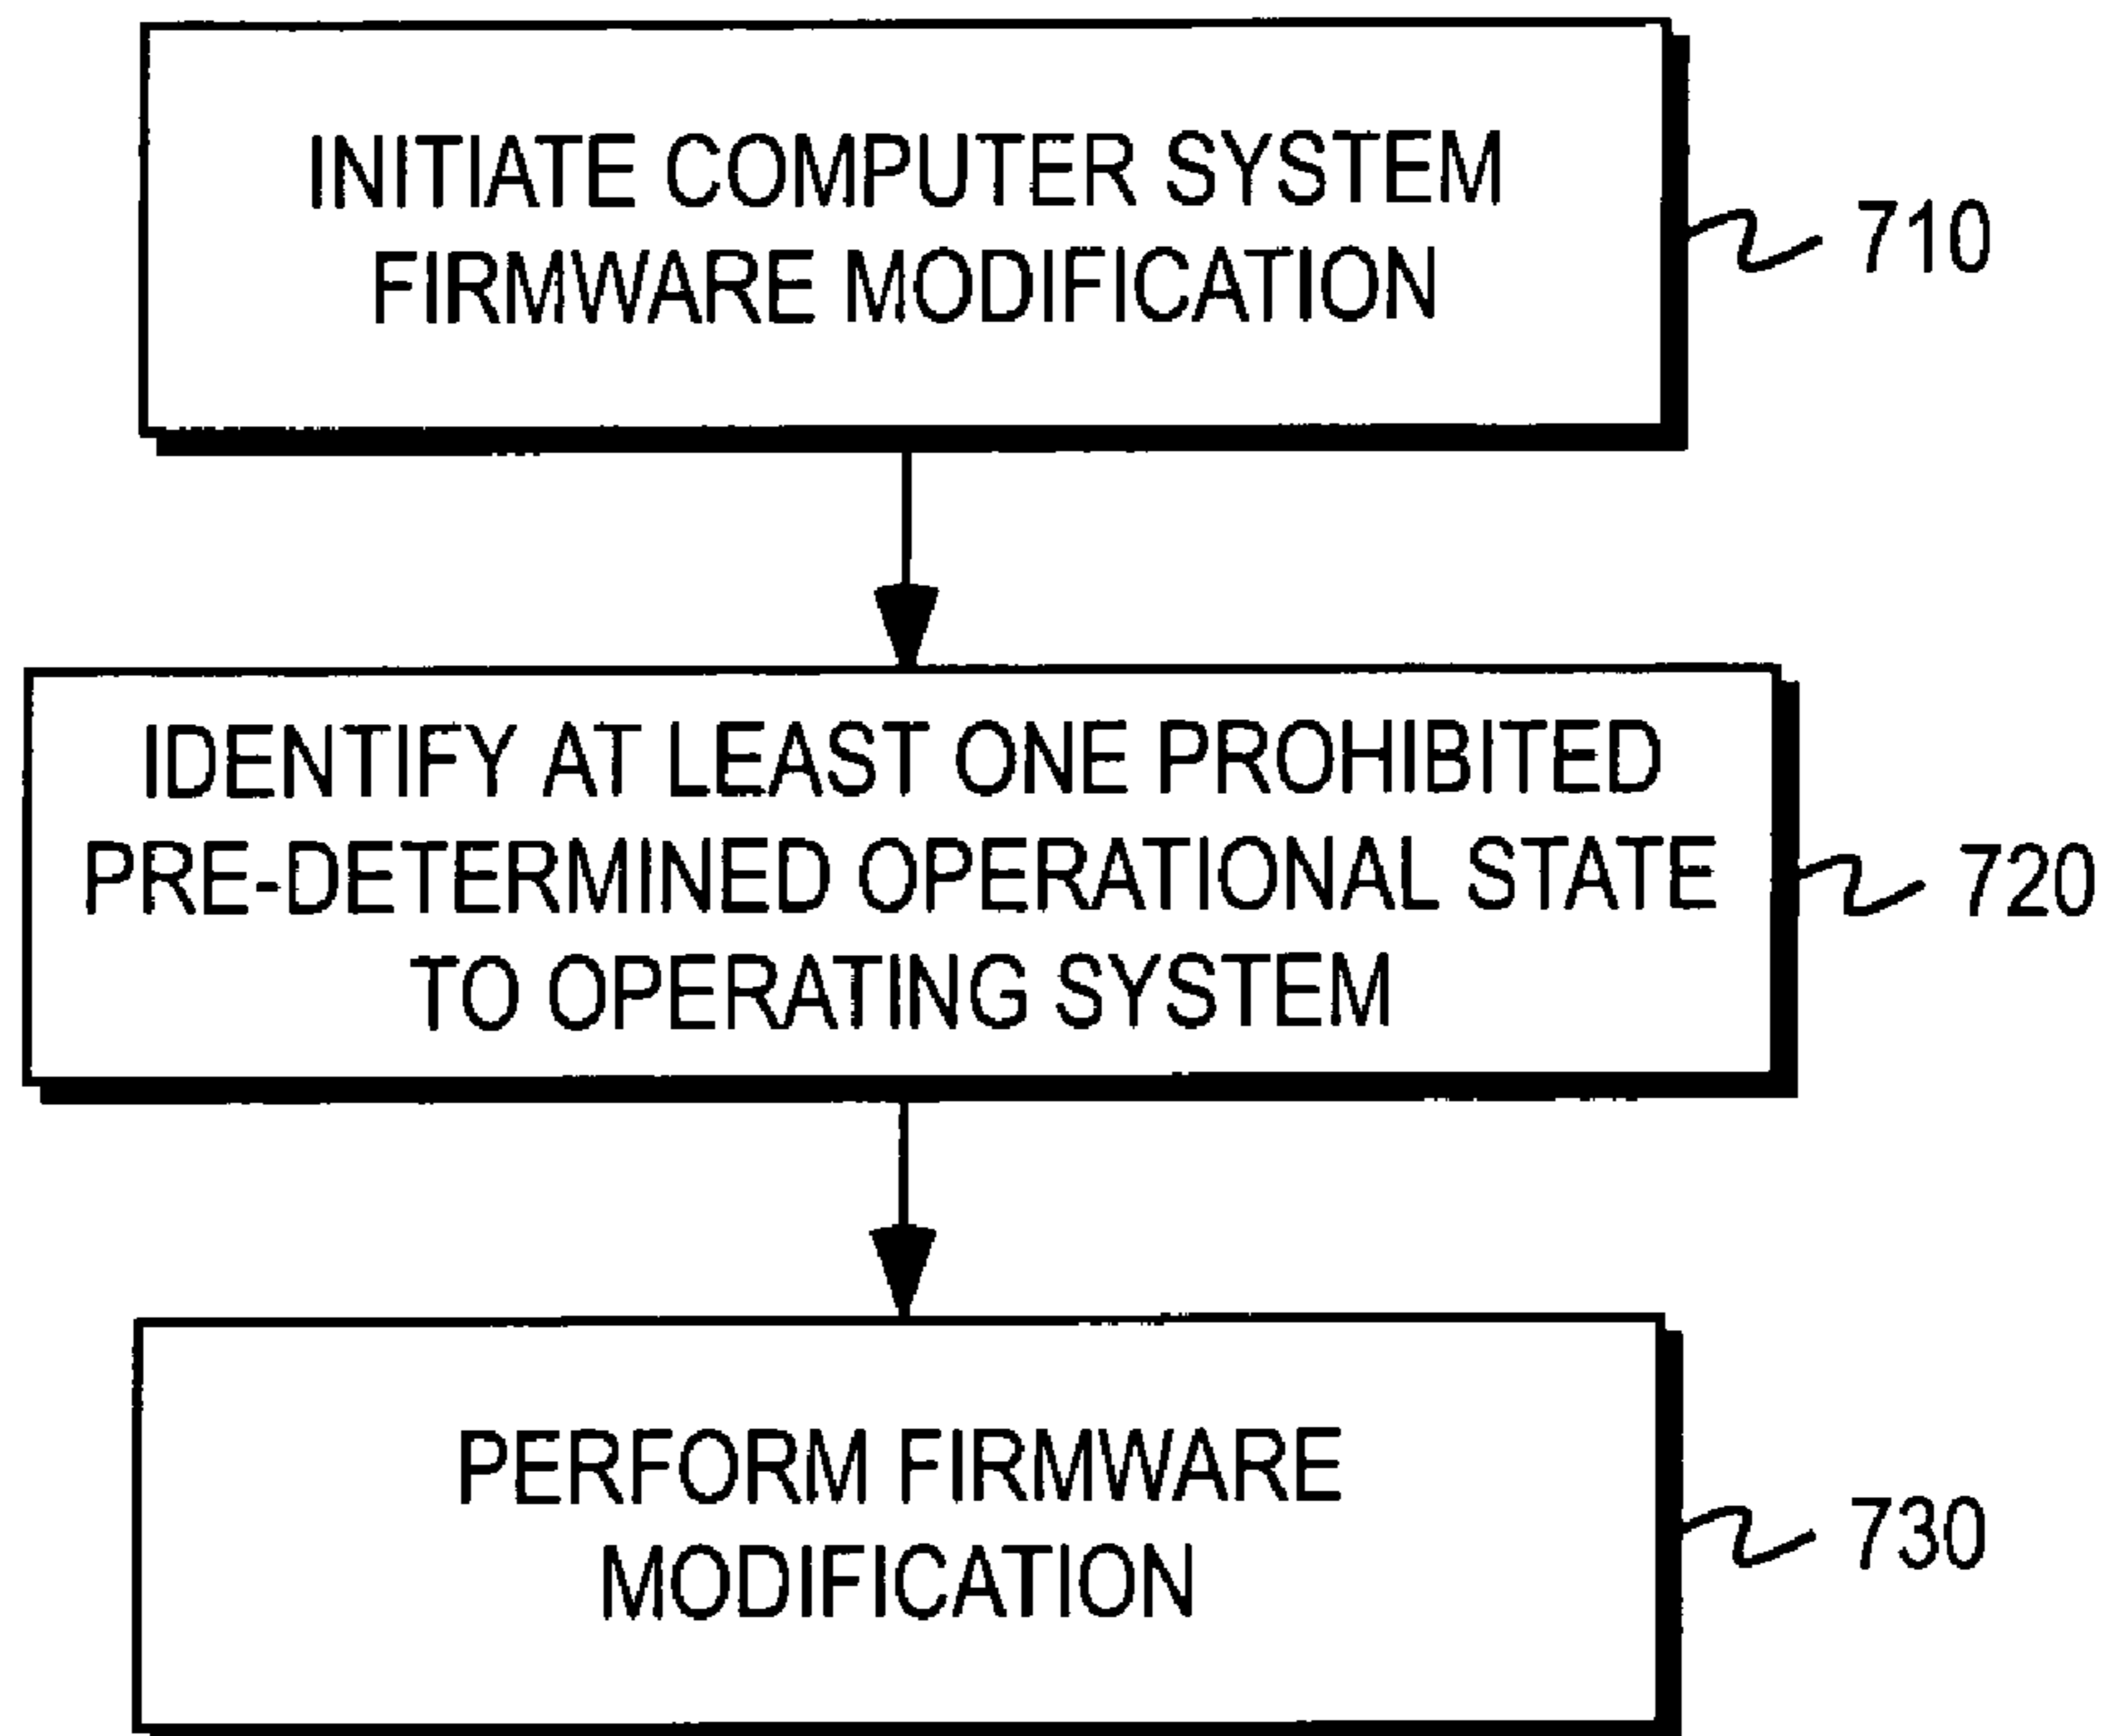 INITIATE COMPUTER SYSTEM
FIRMWARE MODIFICATION
710
IDENTIFY AT LEAST ONE PROHIBITED
PRE-DETERMINED OPERATIONAL STATE
TO OPERATING SYSTEM
720
PERFORM FIRMWARE
MODIFICATION
730